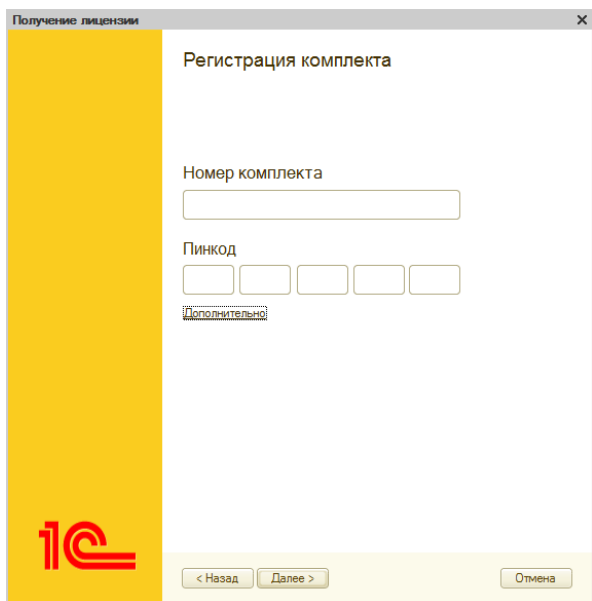 Получение лицензии
Регистрация комплекта
Номер комплекта
Пинкод
Дополнительно
1С
< Назад Далее > Отмена